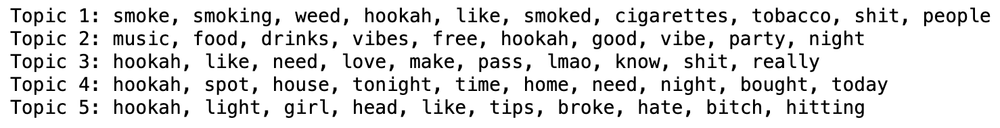 Topic 1: smoke, smoking, weed, hookah, like, smoked, cigarettes, tobacco, shit, people
Topic 2: music, food, drinks, vibes, free, hookah, good, vibe, party, night
Topic 3: hookah, like, need, love, make, pass, lmao, know, shit, really
Topic 4: hookah, spot, house, tonight, time, home, need, night, bought, today
Topic 5: hookah, light, girl, head, like, tips, broke, hate, bitch, hitting